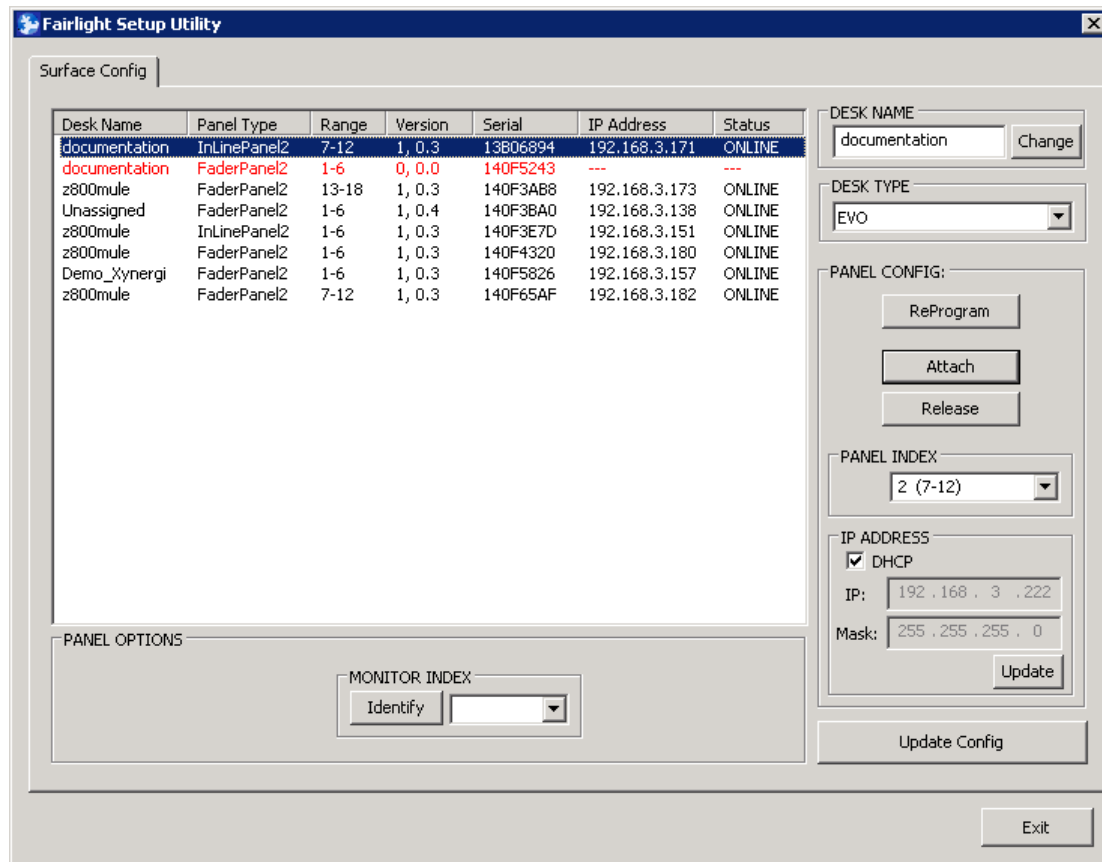 Fairlight Setup Utility
Surface Config
Desk Name Panel Type Range Version Serial IP Address Status
documentation InLinePanel2 7-12 1, 0.3 13B06894 192.168.3.171 ONLINE
documentation FaderPanel2 1-6 0, 0.0 140F5243 --- ---
z800mule FaderPanel2 13-18 1, 0.3 140F3AB8 192.168.3.173 ONLINE
Unassigned FaderPanel2 1-6 1, 0.4 140F3BA0 192.168.3.138 ONLINE
z800mule InLinePanel2 1-6 1, 0.3 140F3E7D 192.168.3.151 ONLINE
z800mule FaderPanel2 1-6 1, 0.3 140F4320 192.168.3.180 ONLINE
Demo_Xynergi FaderPanel2 1-6 1, 0.3 140F5826 192.168.3.157 ONLINE
z800mule FaderPanel2 7-12 1, 0.3 140F65AF 192.168.3.182 ONLINE
PANEL OPTIONS
MONITOR INDEX
Identify
DESK NAME
documentation Change
DESK TYPE
EVO
PANEL CONFIG:
ReProgram
Attach
Release
PANEL INDEX
2 (7-12)
IP ADDRESS
DHCP
IP: 192 . 168 . 3 . 222
Mask: 255 . 255 . 255 . 0
Update
Update Config
Exit